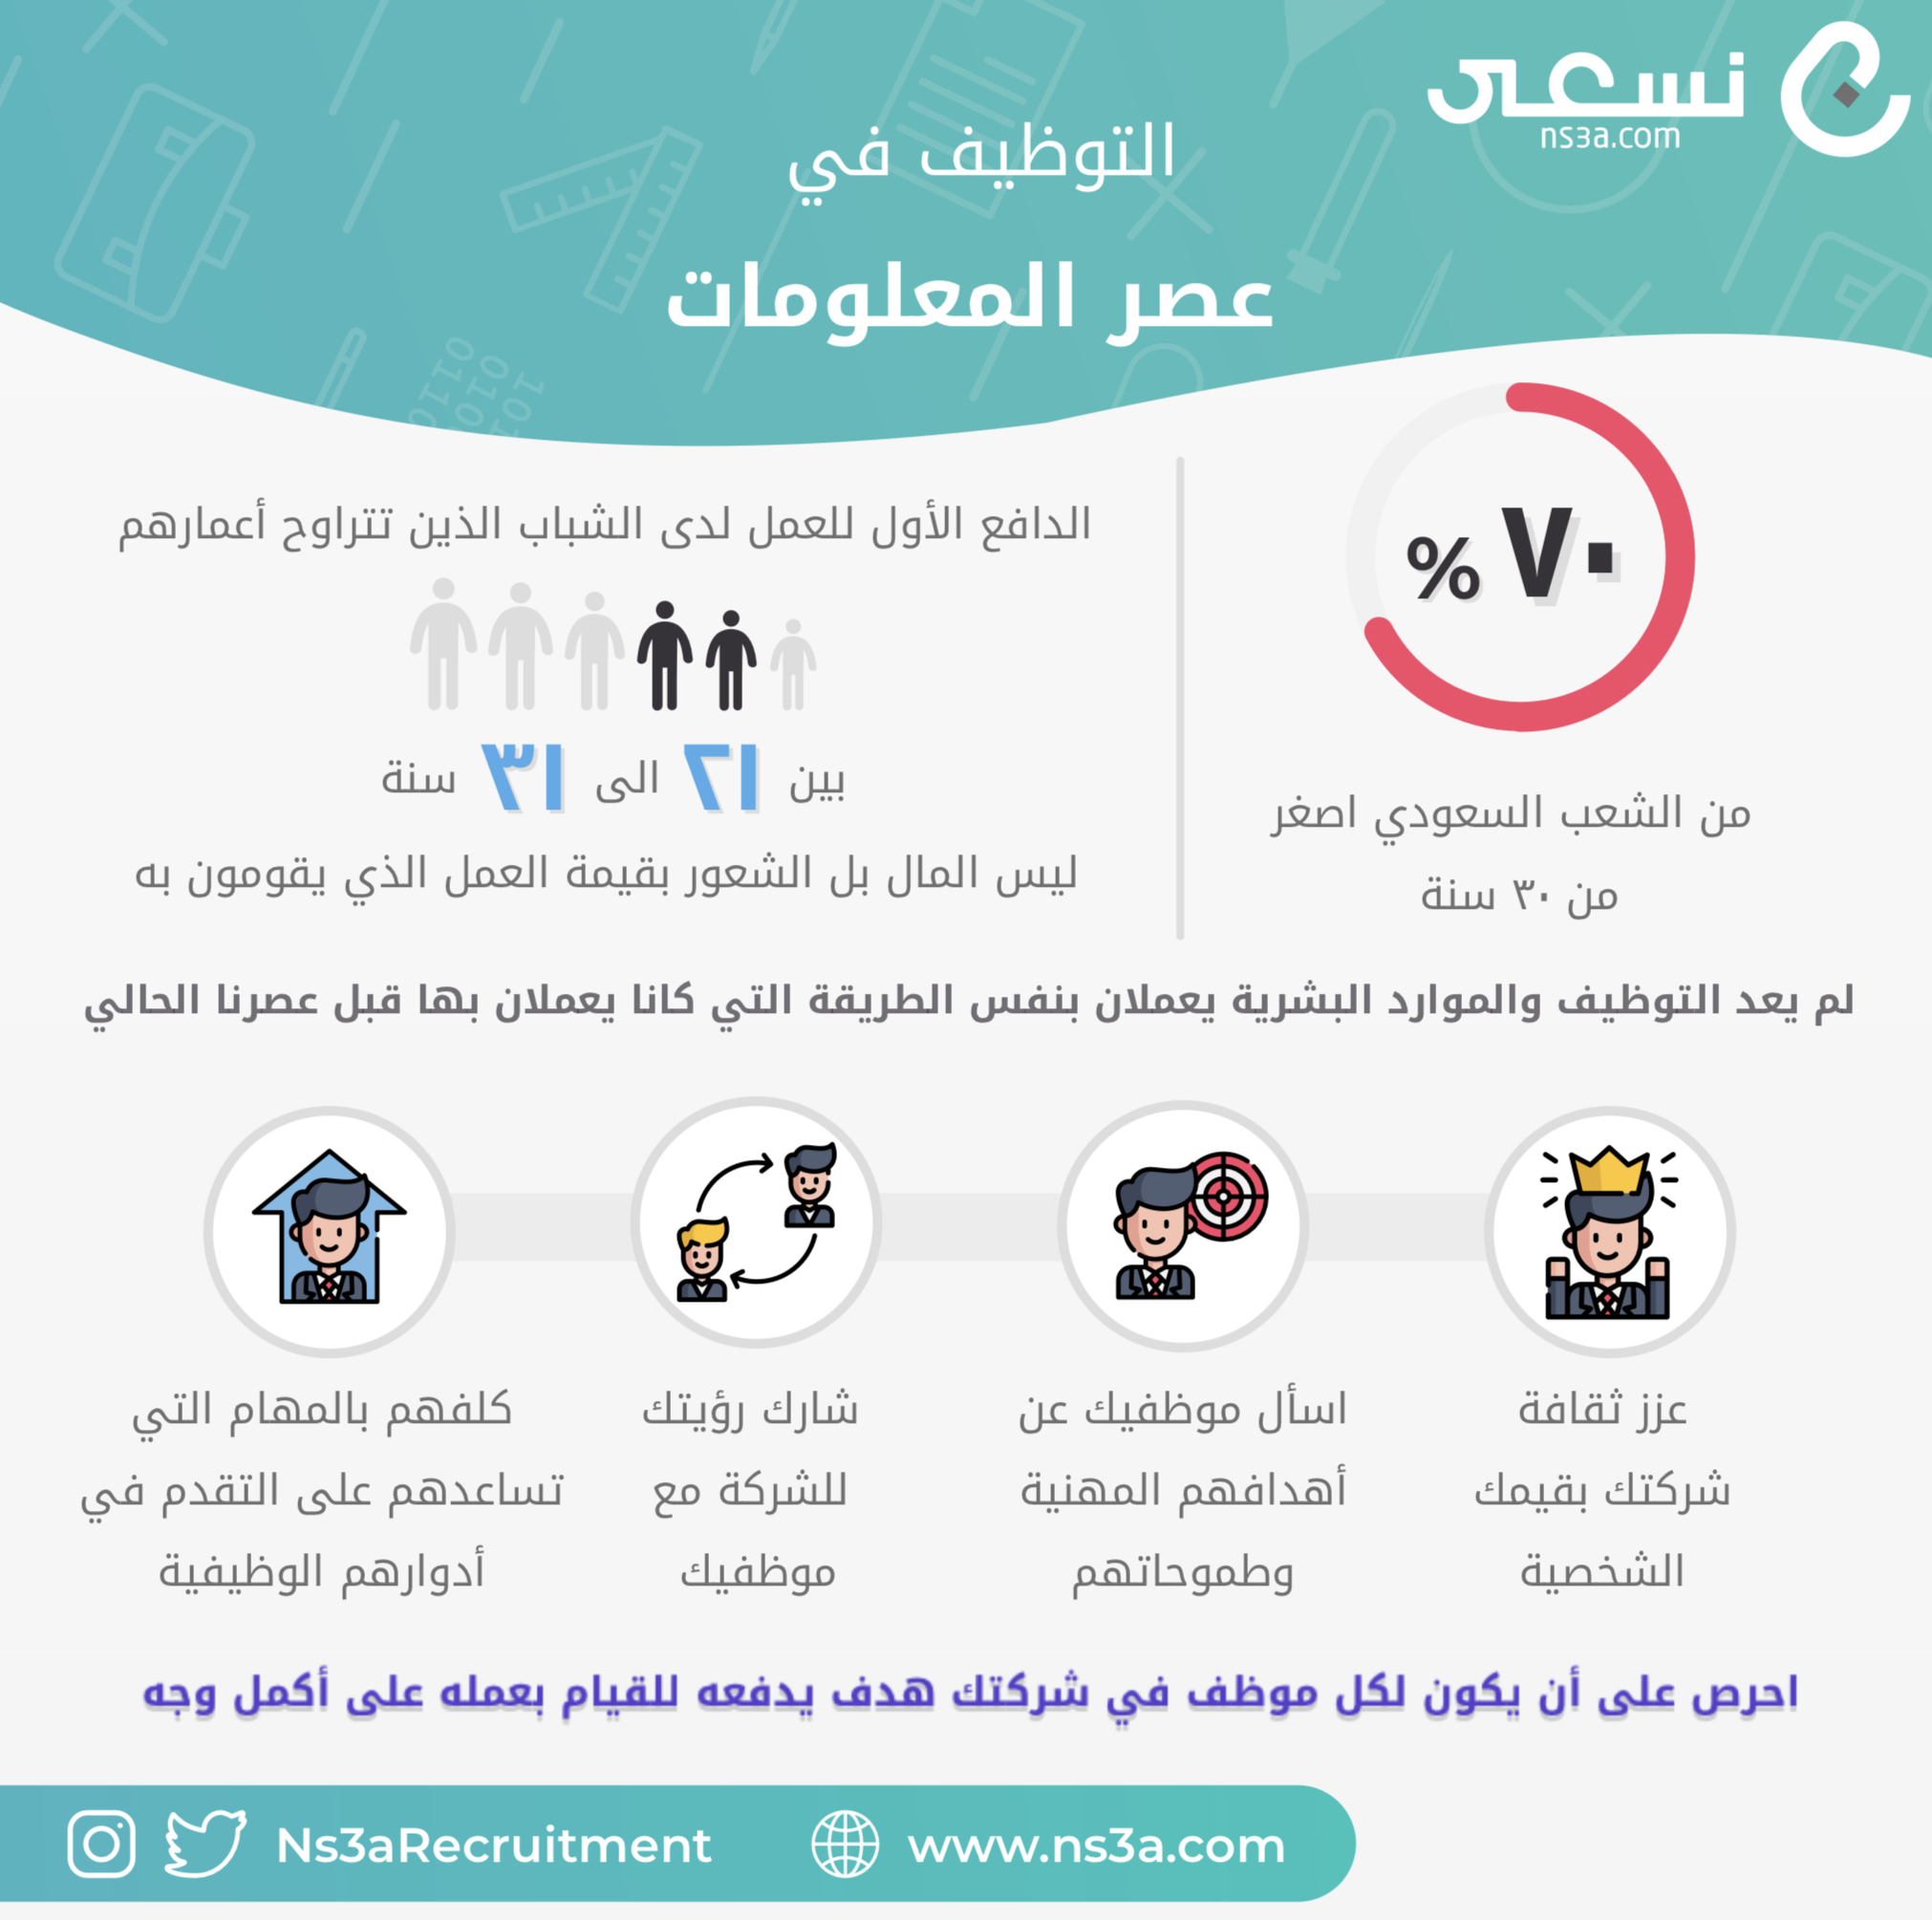 نسعى
ns3a.com
التوظيف في
عصر المعلومات
٧٠ %
من الشعب السعودي اصغر
من ٣٠ سنة
الدافع الأول للعمل لدى الشباب الذين تتراوح أعمارهم
بين ٢١ الى ٣١ سنة
ليس المال بل الشعور بقيمة العمل الذي يقومون به
لم يعد التوظيف والموارد البشرية يعملان بنفس الطريقة التي كانا يعملان بها قبل عصرنا الحالي
عزز ثقافة
شركتك بقيمك
الشخصية
اسأل موظفيك عن
أهدافهم المهنية
وطموحاتهم
شارك رؤيتك
للشركة مع
موظفيك
كلفهم بالمهام التي
تساعدهم على التقدم في
أدوارهم الوظيفية
احرص على أن يكون لكل موظف في شركتك هدف يدفعه للقيام بعمله على أكمل وجه
Ns3aRecruitment
www.ns3a.com